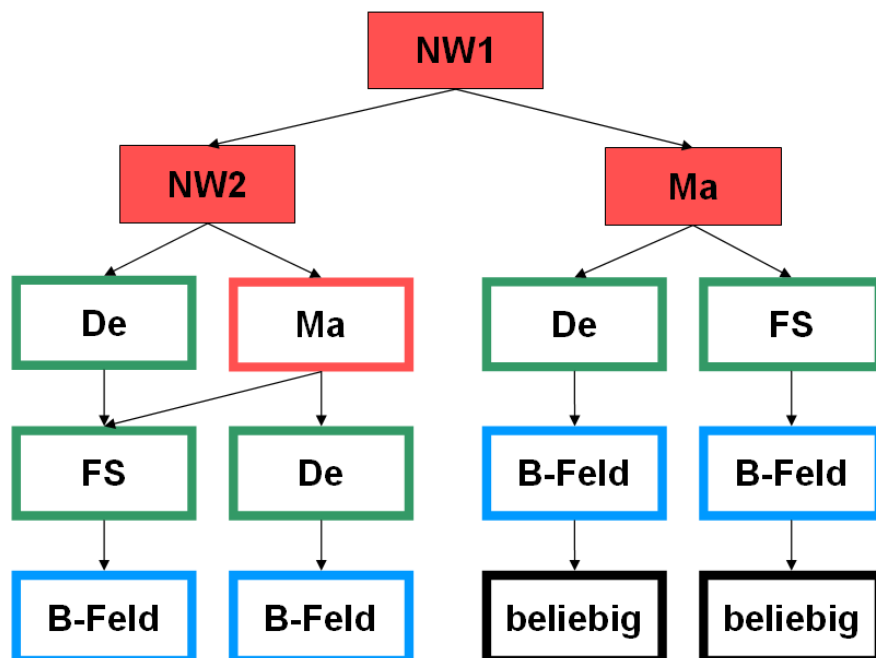 NW1
NW2
Ma
De
Ma
De
FS
FS
De
B-Feld
B-Feld
B-Feld
B-Feld
beliebig
beliebig